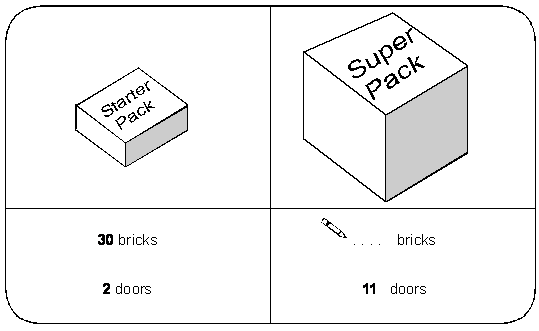 Starter
Pack
Super
Pack
30 bricks
.... bricks
2 doors
11 doors